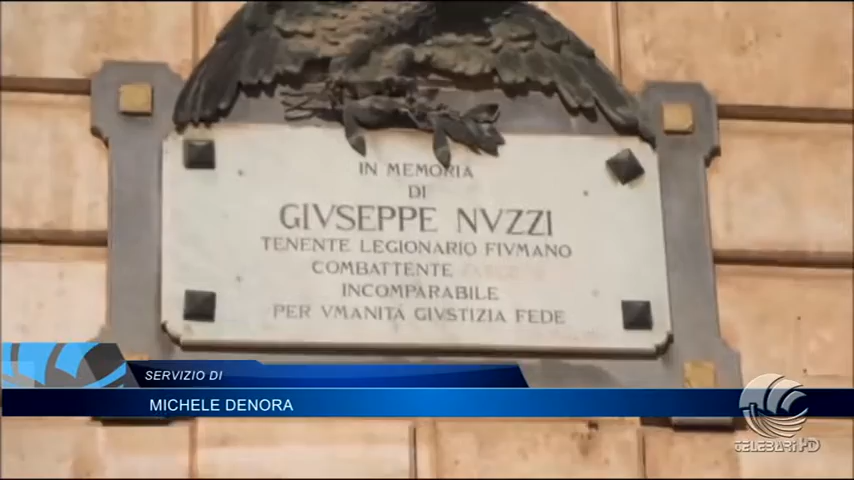 IN MEMORIA
DI
GIVSEPPE NVZZI
TENENTE LEGIONARIO FIVMANO
COMBATTENTE
INCOMPARABILE
PER VMANITÀ GIVSTIZIA FEDE
SERVIZIO DI
MICHELE DENORA
TELEBARI HD